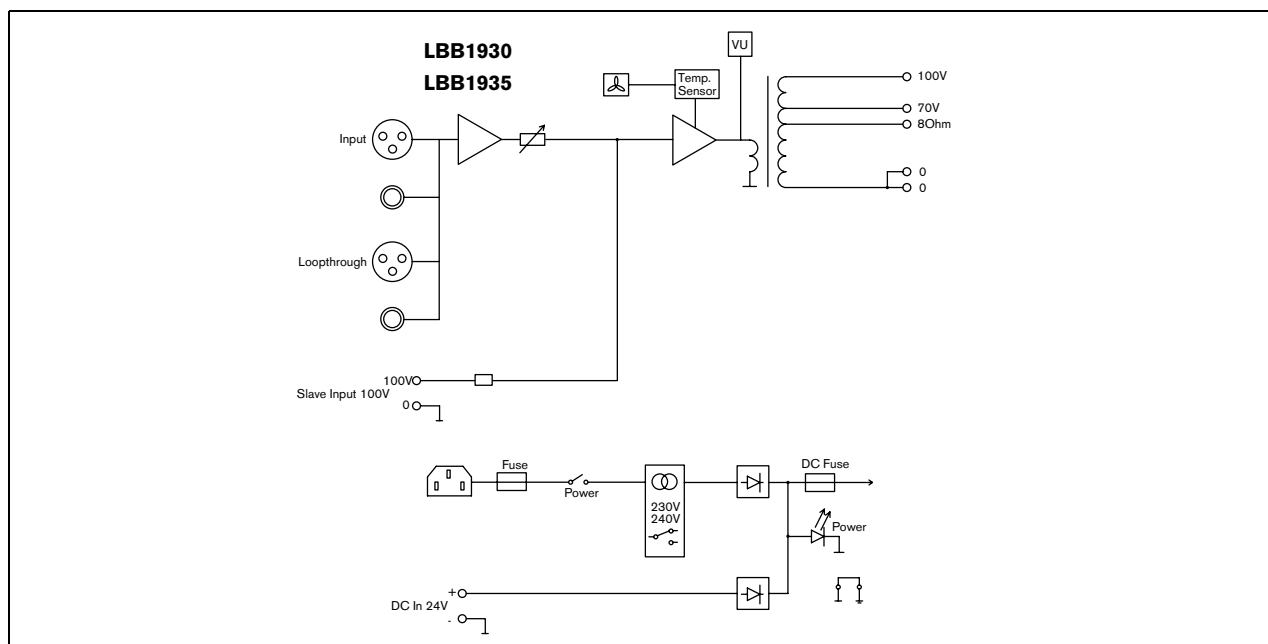 LBB1930
LBB1935
VU
Temp.
Sensor
100V
70V
8Ohm
0
0
Input
Loopthrough
100V
Slave Input 100V
0
Fuse
Power
230V
240V
DC Fuse
Power
+
DC In 24V
-